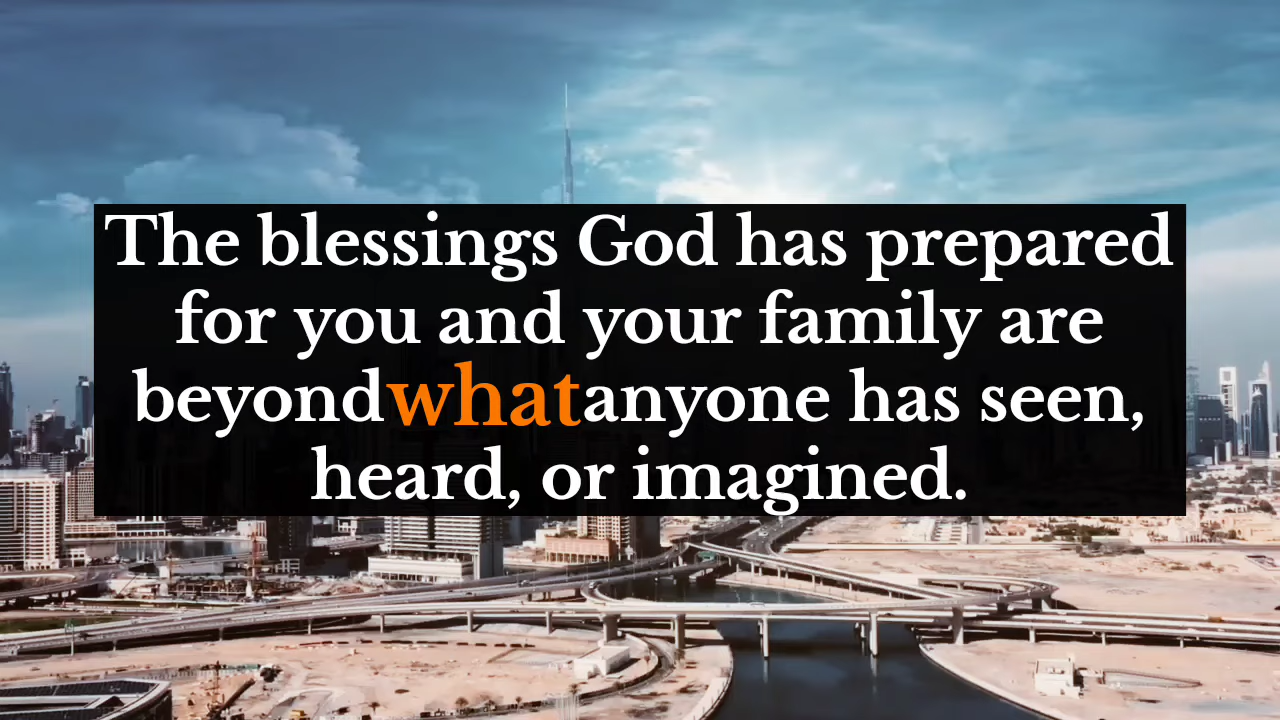 The blessings God has prepared
for you and your family are
beyond what anyone has seen,
heard, or imagined.